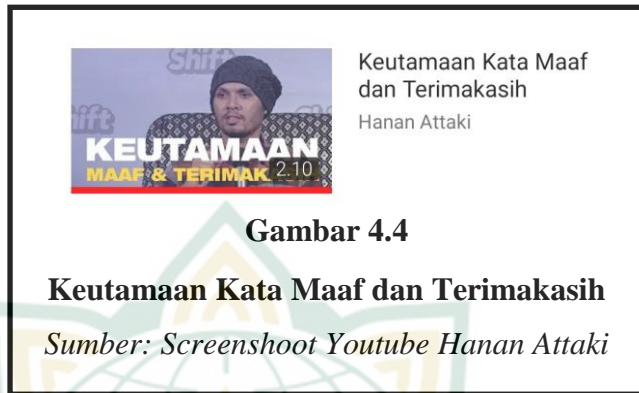 Shift
KEUTAMAAN
MAAF & TERIMAK
2.10
Keutamaan Kata Maaf
dan Terimakasih
Hanan Attaki
Gambar 4.4
Keutamaan Kata Maaf dan Terimakasih
Sumber: Screenshoot Youtube Hanan Attaki